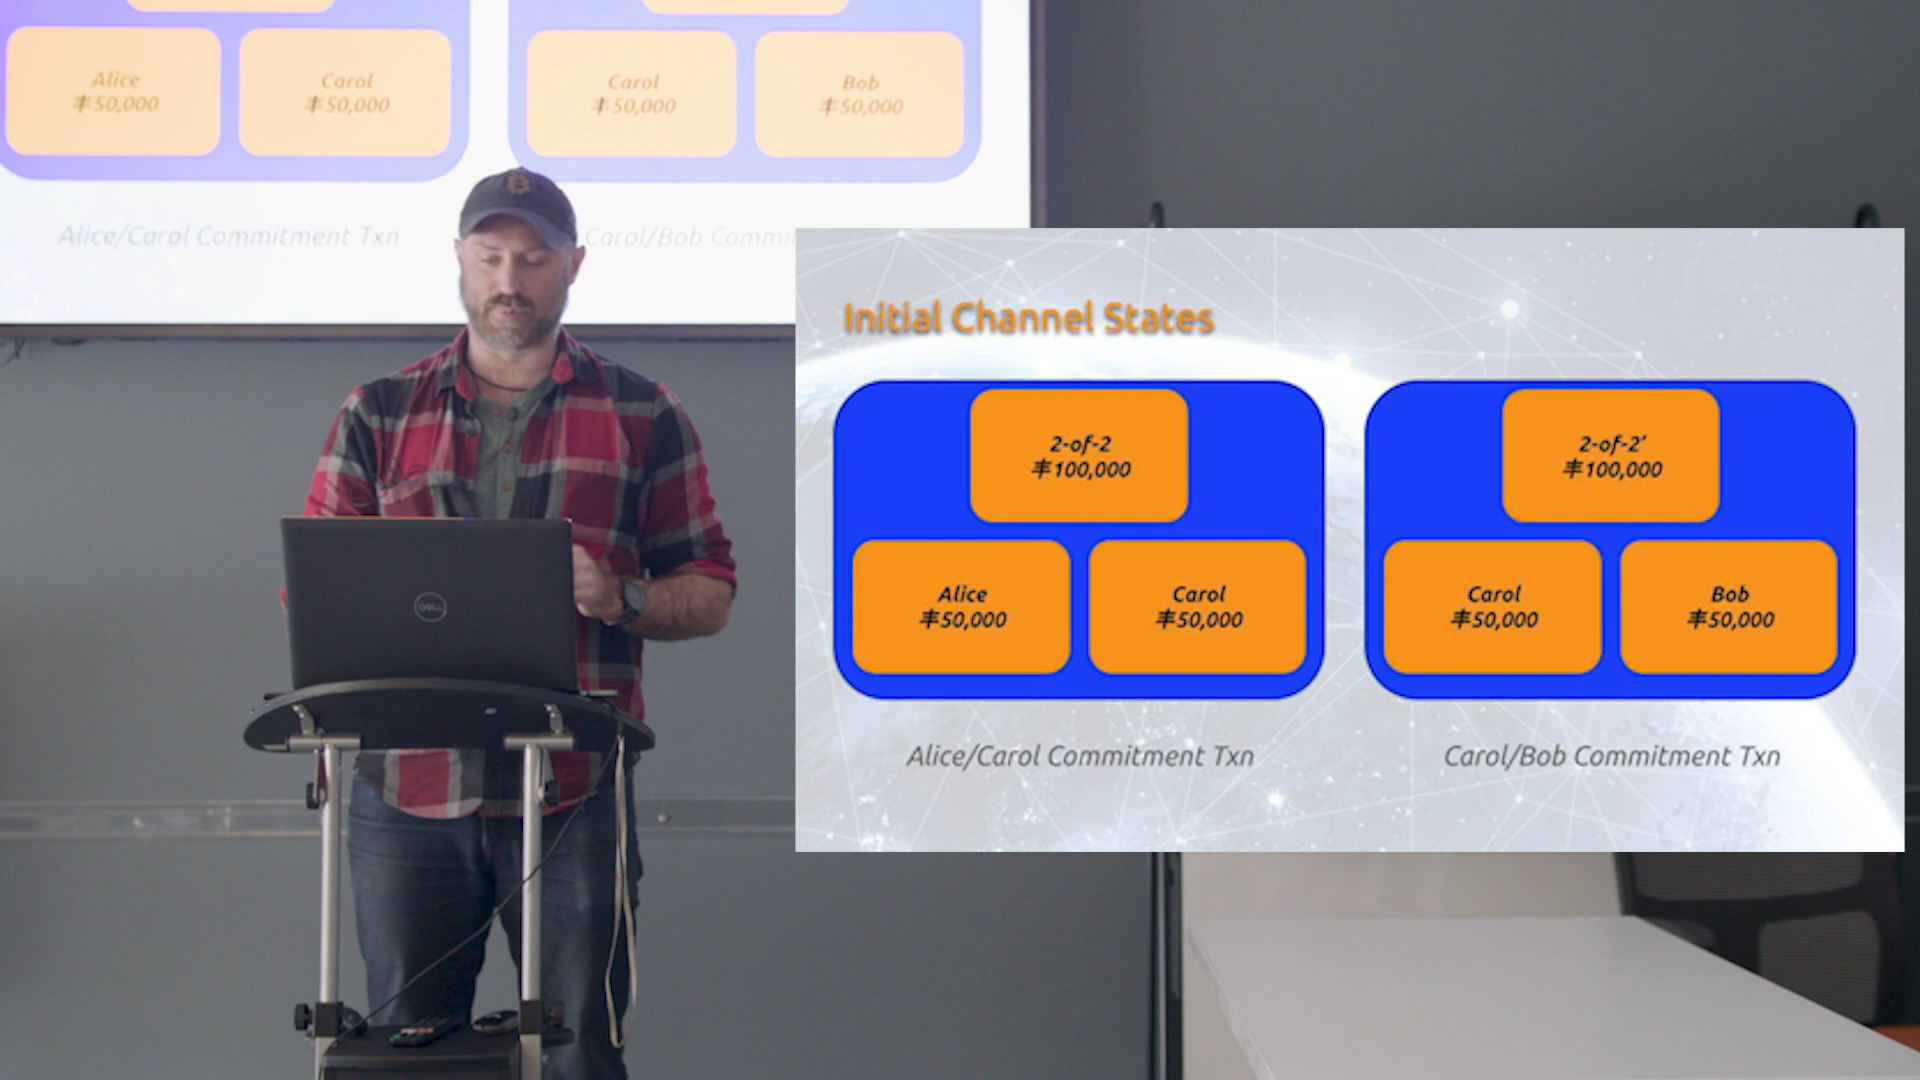 Alice
丰50,000
Carol
丰50,000
Carol
丰50,000
Bob
丰50,000
Alice/Carol Commitment Txn
Carol/Bob
DELL
Initial Channel States
2-of-2
丰100,000
2-of-2’
丰100,000
Alice
丰50,000
Carol
丰50,000
Carol
丰50,000
Bob
丰50,000
Alice/Carol Commitment Txn
Carol/Bob Commitment Txn